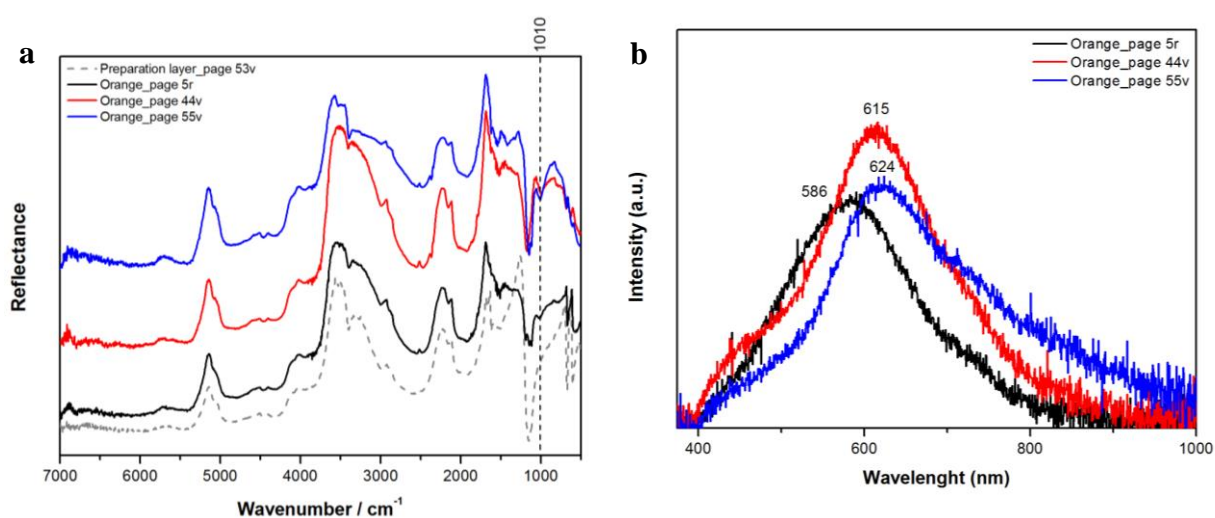 a
1010
Preparation layer_page 53v
Orange_page 5r
Orange_page 44v
Orange_page 55v
Reflectance
7000 6000 5000 4000 3000 2000 1000
Wavenumber / cm⁻¹
b
Orange_page 5r
Orange_page 44v
Orange_page 55v
615
624
586
Intensity (a.u.)
400 600 800 1000
Wavelenght (nm)